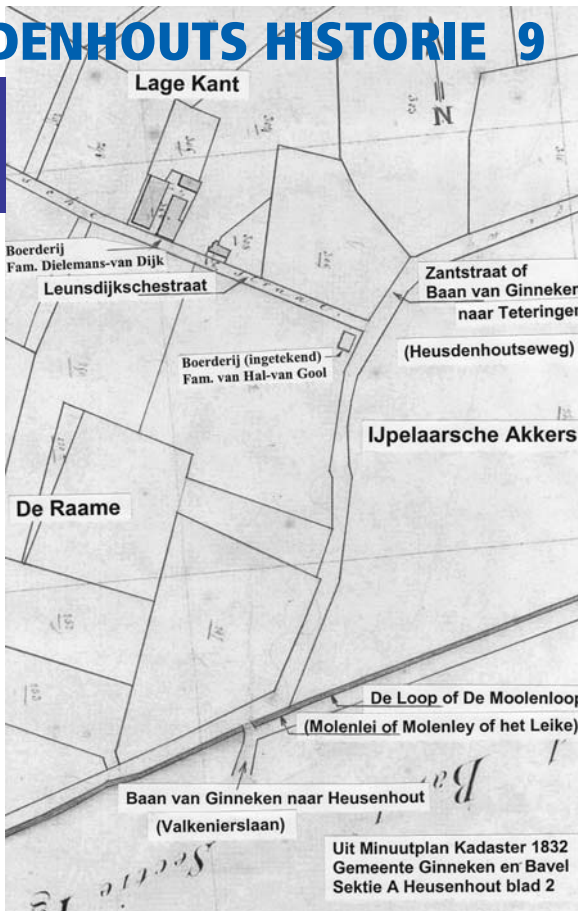 DENHOUTS HISTORIE 9
Lage Kant
N
Boerderij
Fam. Dielemans-van Dijk
Leunsdijkschestraat
Zantstraat of
Baan van Ginneken
naar Teteringen
(Heusdenhoutseweg)
Boerderij (ingetekend)
Fam. van Hal-van Gool
IJpelaarsche Akkers
De Raame
De Loop of De Moolenloop
(Molenlei of Molenley of het Leike)
Baan van Ginneken naar Heusenhout
(Valkenierslaan)
Ba
Sectie
Uit Minuutplan Kadaster 1832
Gemeente Ginneken en Bavel
Sektie A Heusenhout blad 2